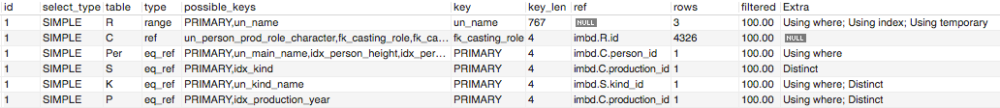 id select_type table type possible_keys key key_len ref rows filtered Extra
1 SIMPLE R range PRIMARY,un_name un_name 767 NULL 3 100.00 Using where; Using index; Using temporary
1 SIMPLE C ref un_person_prod_role_character,fk_casting_role,fk_ca... fk_casting_role 4 imbd.R.id 4326 100.00 NULL
1 SIMPLE Per eq_ref PRIMARY,un_main_name,idx_person_height,idx_per... PRIMARY 4 imbd.C.person_id 1 100.00 Using where
1 SIMPLE S eq_ref PRIMARY,idx_kind PRIMARY 4 imbd.C.production_id 1 100.00 Distinct
1 SIMPLE K eq_ref PRIMARY,un_kind_name PRIMARY 4 imbd.S.kind_id 1 100.00 Using where; Distinct
1 SIMPLE P eq_ref PRIMARY,idx_production_year PRIMARY 4 imbd.C.production_id 1 100.00 Using where; Distinct